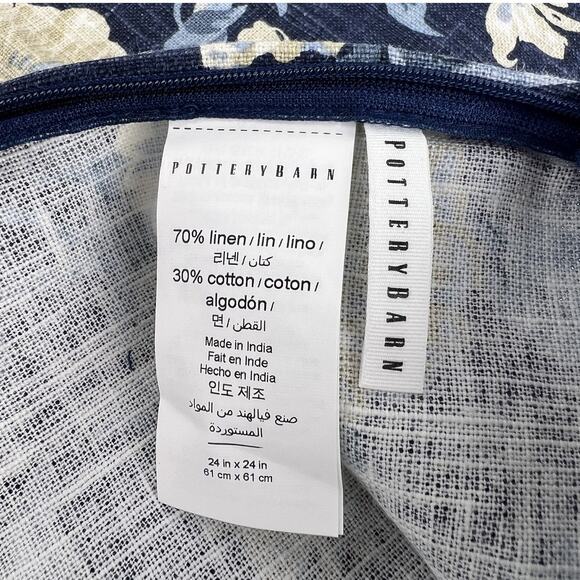 POTTERYBARN
70% linen / lin / lino /
리넨 / كتان /
30% cotton / coton /
algodón /
면 / القطن /
Made in India
Fait en Inde
Hecho en India
인도 제조
صنع فيالهند من المواد
المستوردة
24 in x 24 in
61 cm x 61 cm
POTTERYBARN